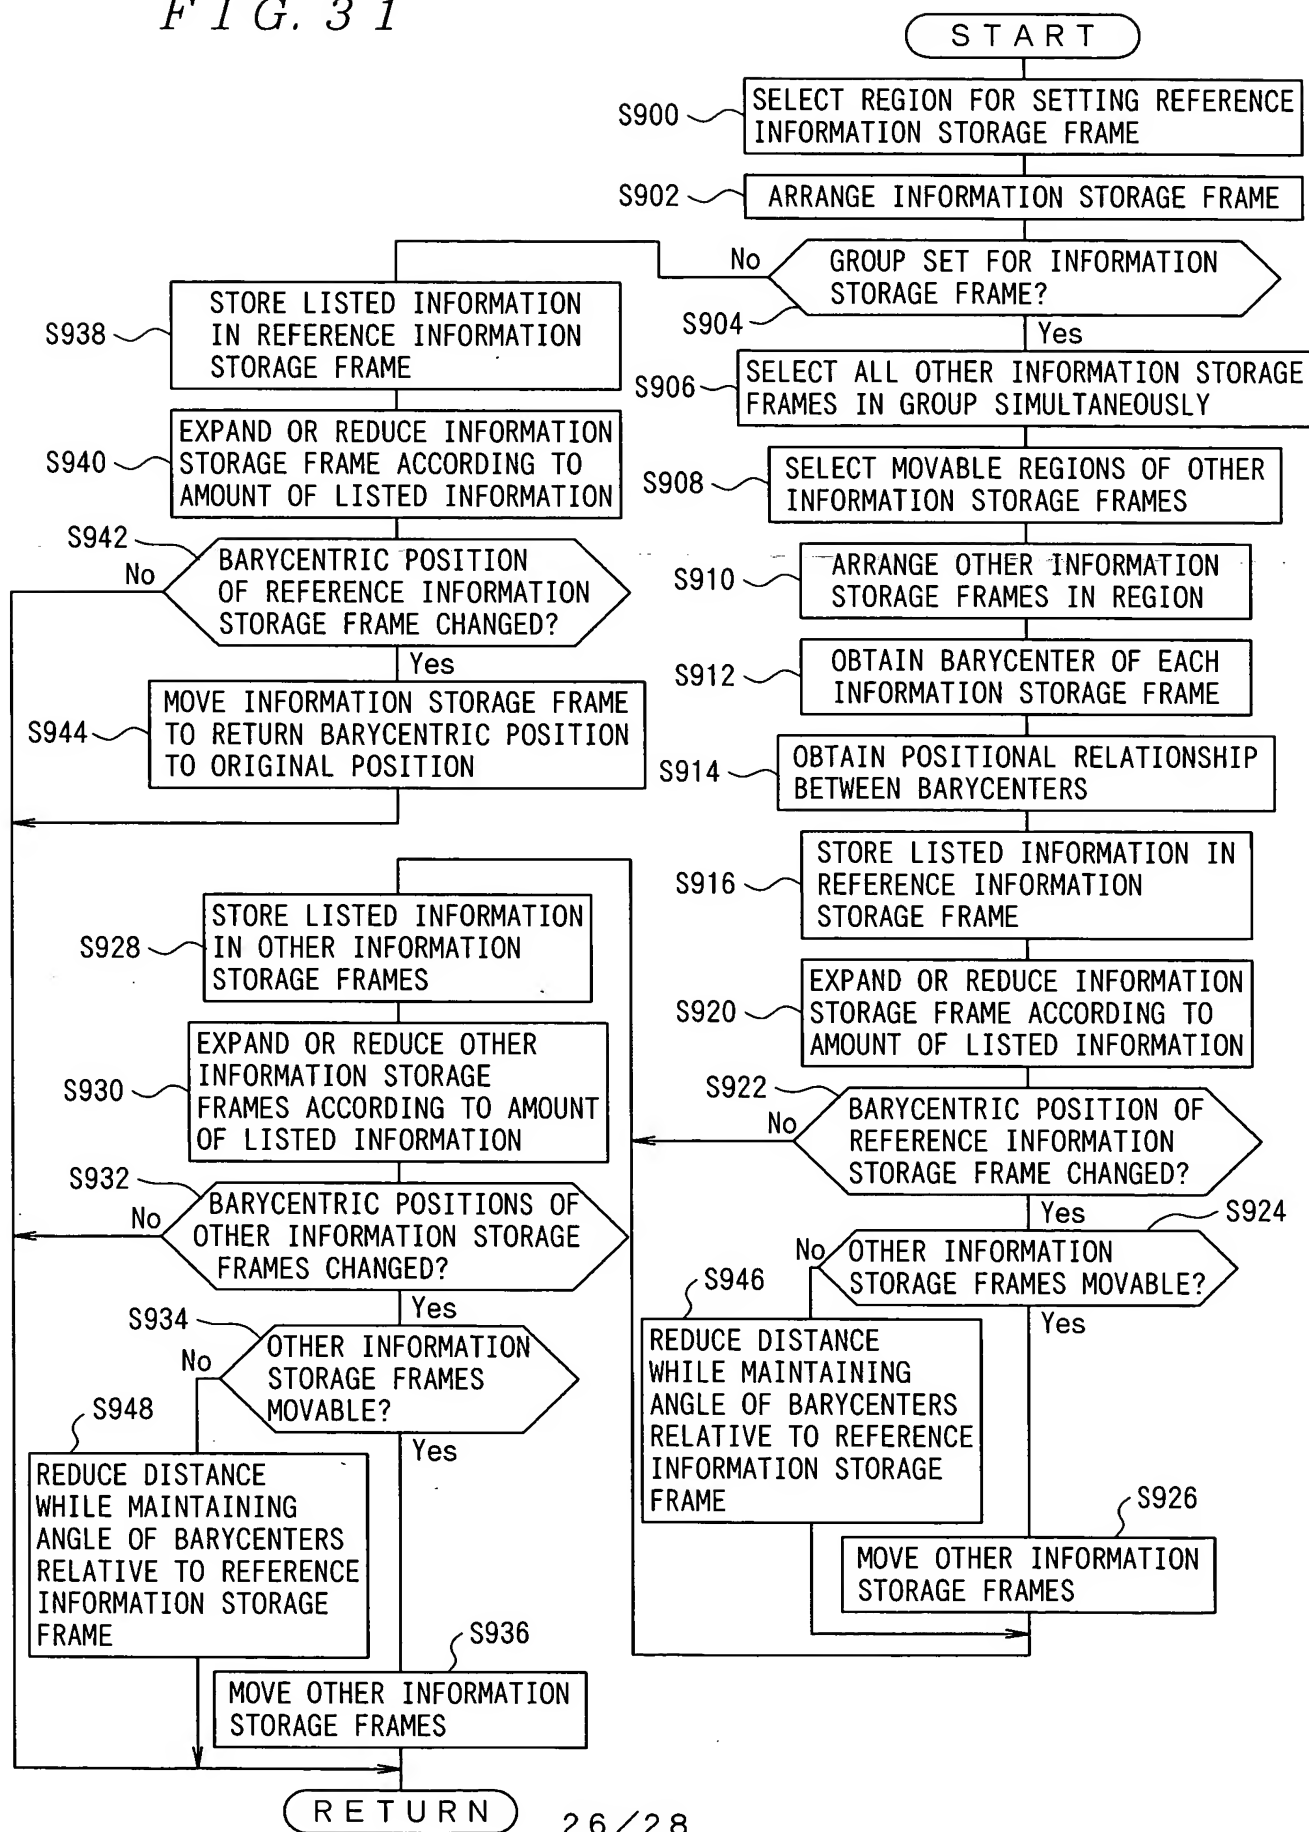 FIG. 31
START
S900
SELECT REGION FOR SETTING REFERENCE
INFORMATION STORAGE FRAME
S902
ARRANGE INFORMATION STORAGE FRAME
No
GROUP SET FOR INFORMATION
STORAGE FRAME?
S904
Yes
S906
SELECT ALL OTHER INFORMATION STORAGE
FRAMES IN GROUP SIMULTANEOUSLY
S908
SELECT MOVABLE REGIONS OF OTHER
INFORMATION STORAGE FRAMES
S910
ARRANGE OTHER INFORMATION
STORAGE FRAMES IN REGION
S912
OBTAIN BARYCENTER OF EACH
INFORMATION STORAGE FRAME
S914
OBTAIN POSITIONAL RELATIONSHIP
BETWEEN BARYCENTERS
S916
STORE LISTED INFORMATION IN
REFERENCE INFORMATION
STORAGE FRAME
S920
EXPAND OR REDUCE INFORMATION
STORAGE FRAME ACCORDING TO
AMOUNT OF LISTED INFORMATION
S922
No
BARYCENTRIC POSITION OF
REFERENCE INFORMATION
STORAGE FRAME CHANGED?
Yes
S924
No
OTHER INFORMATION
STORAGE FRAMES MOVABLE?
Yes
S946
REDUCE DISTANCE
WHILE MAINTAINING
ANGLE OF BARYCENTERS
RELATIVE TO REFERENCE
INFORMATION STORAGE
FRAME
S926
MOVE OTHER INFORMATION
STORAGE FRAMES
S938
STORE LISTED INFORMATION
IN REFERENCE INFORMATION
STORAGE FRAME
S940
EXPAND OR REDUCE INFORMATION
STORAGE FRAME ACCORDING TO
AMOUNT OF LISTED INFORMATION
S942
No
BARYCENTRIC POSITION
OF REFERENCE INFORMATION
STORAGE FRAME CHANGED?
Yes
S944
MOVE INFORMATION STORAGE FRAME
TO RETURN BARYCENTRIC POSITION
TO ORIGINAL POSITION
S928
STORE LISTED INFORMATION
IN OTHER INFORMATION
STORAGE FRAMES
S930
EXPAND OR REDUCE OTHER
INFORMATION STORAGE
FRAMES ACCORDING TO AMOUNT
OF LISTED INFORMATION
S932
No
BARYCENTRIC POSITIONS OF
OTHER INFORMATION STORAGE
FRAMES CHANGED?
Yes
S934
No
OTHER INFORMATION
STORAGE FRAMES
MOVABLE?
Yes
S948
REDUCE DISTANCE
WHILE MAINTAINING
ANGLE OF BARYCENTERS
RELATIVE TO REFERENCE
INFORMATION STORAGE
FRAME
S936
MOVE OTHER INFORMATION
STORAGE FRAMES
RETURN
26/28